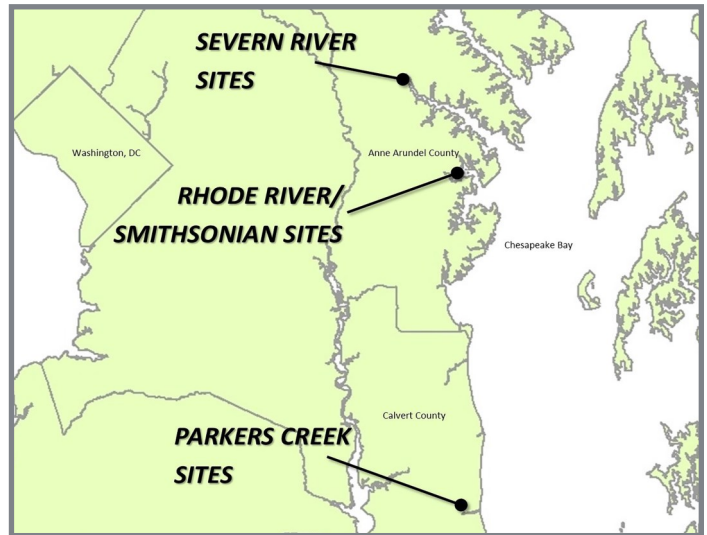 SEVERN RIVER
SITES
Washington, DC
Anne Arundel County
RHODE RIVER/
SMITHSONIAN SITES
Chesapeake Bay
Calvert County
PARKERS CREEK
SITES